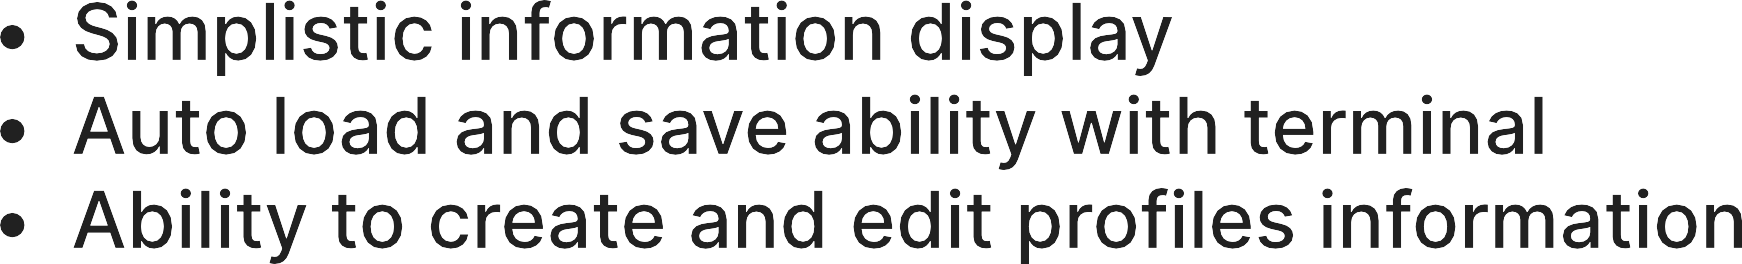 • Simplistic information display
• Auto load and save ability with terminal
• Ability to create and edit profiles information